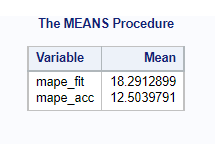 The MEANS Procedure
Variable Mean
mape_fit 18.2912899
mape_acc 12.5039791